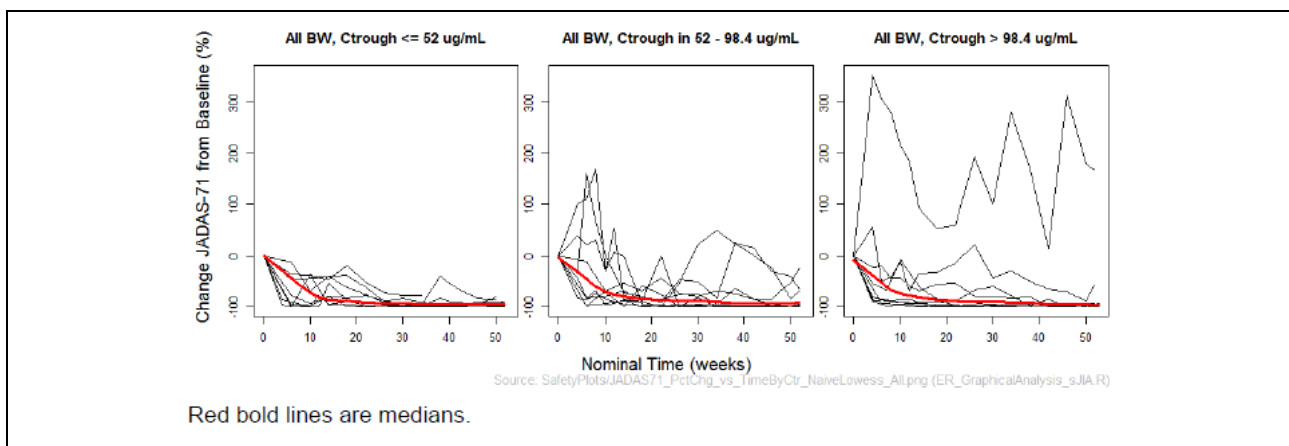 All BW, Ctrough <= 52 ug/mL
All BW, Ctrough in 52 - 98.4 ug/mL
All BW, Ctrough > 98.4 ug/mL
Change JADAS-71 from Baseline (%)
300
200
100
0
-100
0 10 20 30 40 50
300
200
100
0
-100
0 10 20 30 40 50
300
200
100
0
-100
0 10 20 30 40 50
Nominal Time (weeks)
Source: SafetyPlots/JADAS71_PctChg_vs_TimeByCtr_NaiveLowess_All.png (ER_GraphicalAnalysis_sJIA.R)
Red bold lines are medians.